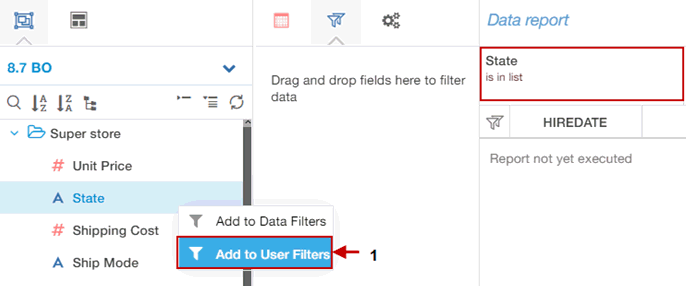 8.7 BO
A
Z
Z
A
Super store
# Unit Price
A State
# Shipping Cost
A Ship Mode
Drag and drop fields here to filter
data
Add to Data Filters
Add to User Filters
1
Data report
State
is in list
HIREDATE
Report not yet executed